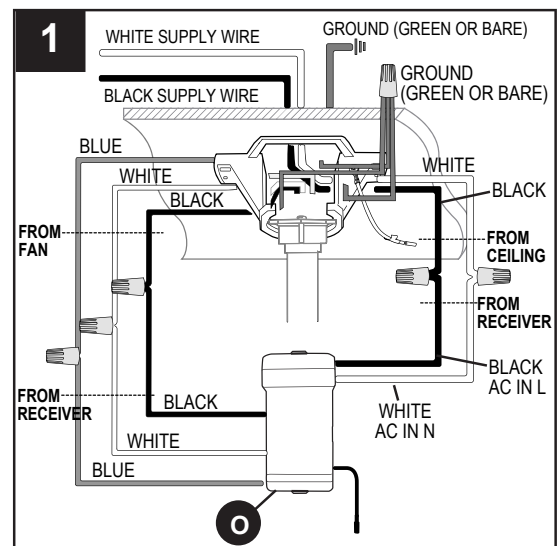 1
WHITE SUPPLY WIRE
GROUND (GREEN OR BARE)
BLACK SUPPLY WIRE
GROUND
(GREEN OR BARE)
BLUE
WHITE
WHITE
BLACK
BLACK
FROM
FAN
FROM
CEILING
FROM
RECEIVER
FROM
RECEIVER
BLACK
AC IN L
BLACK
WHITE
AC IN N
WHITE
BLUE
O